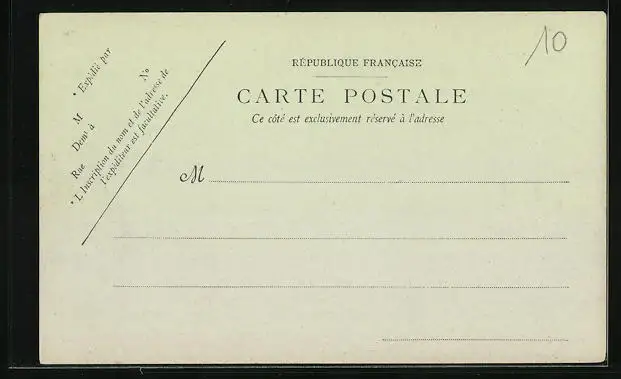 10
* Expédié par
M
Demt à
Rue No
* L'Inscription du nom et de l'adresse de
l'expéditeur est facultative.
RÉPUBLIQUE FRANÇAISE
CARTE POSTALE
Ce côté est exclusivement réservé à l'adresse
M